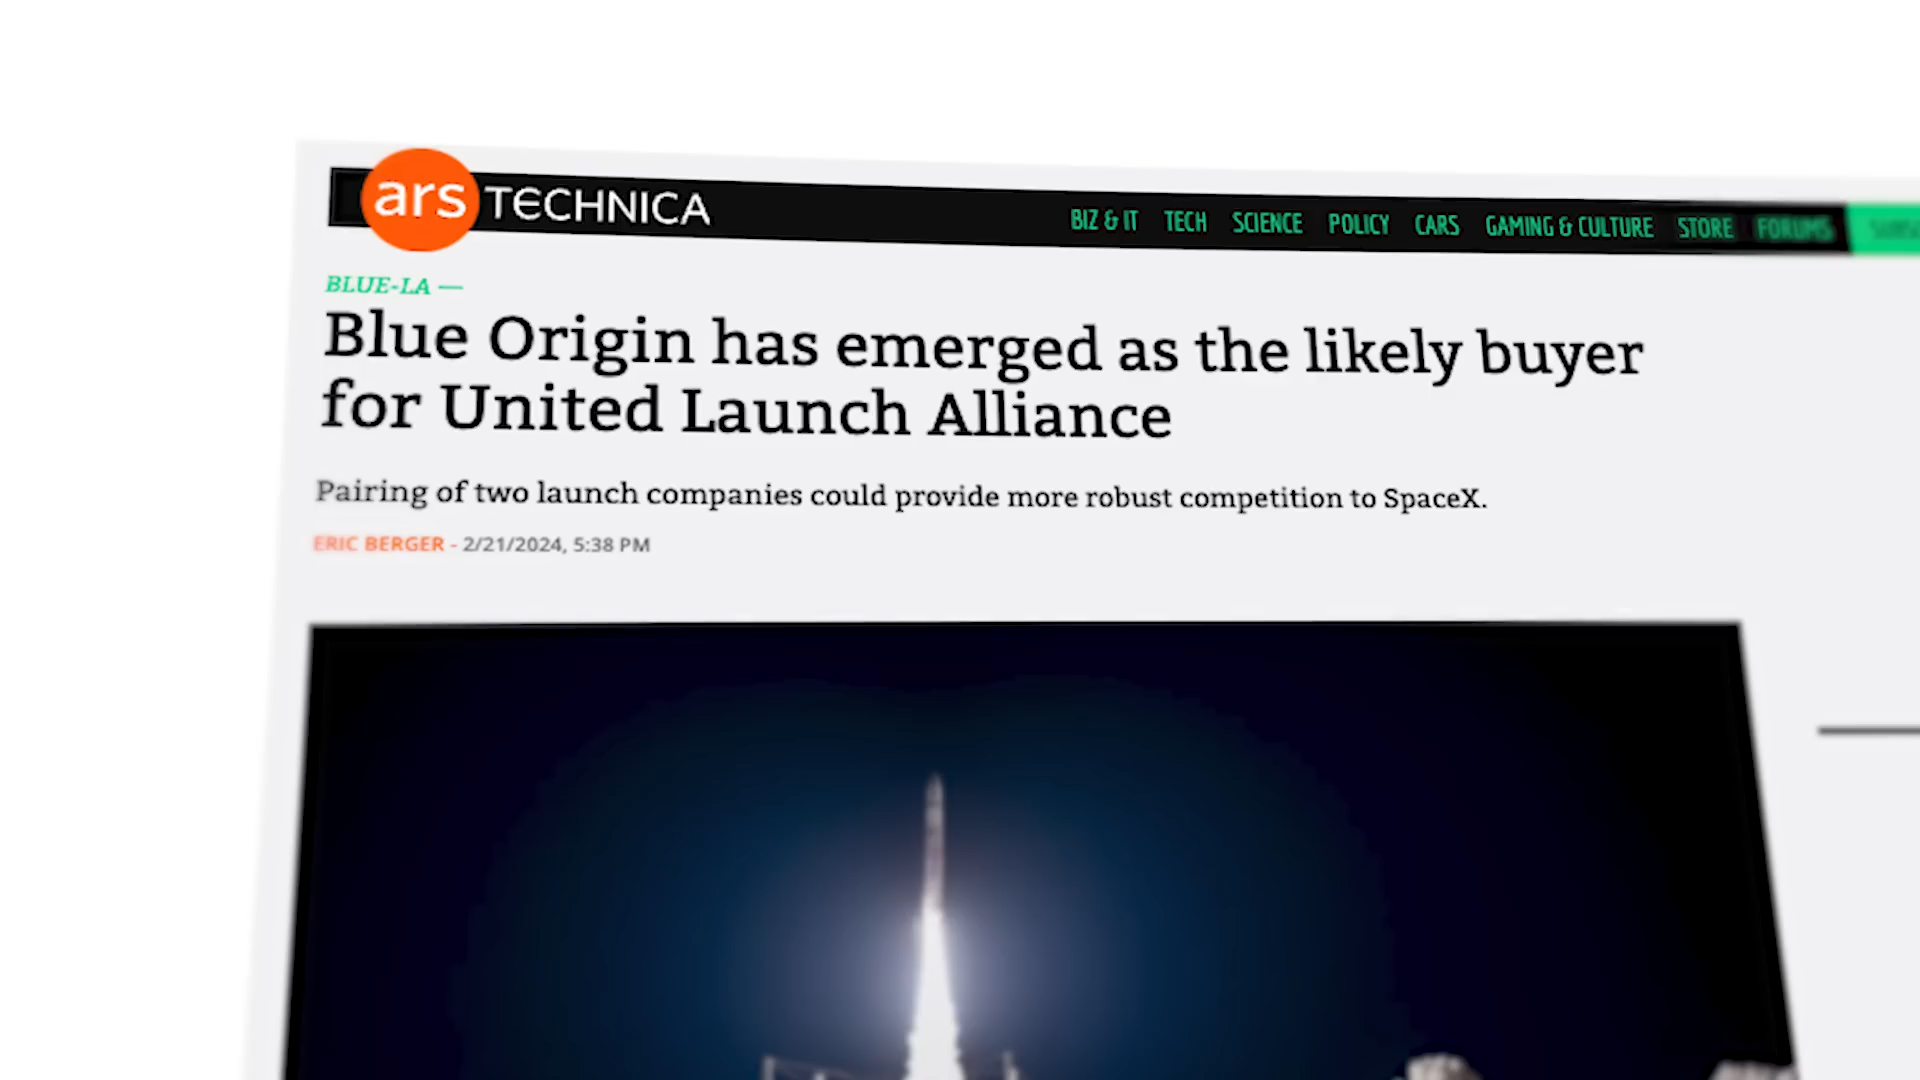 ars TECHNICA
BIZ & IT TECH SCIENCE POLICY CARS GAMING & CULTURE STORE FORUMS
BLUE-LA —
Blue Origin has emerged as the likely buyer
for United Launch Alliance
Pairing of two launch companies could provide more robust competition to SpaceX.
ERIC BERGER - 2/21/2024, 5:38 PM